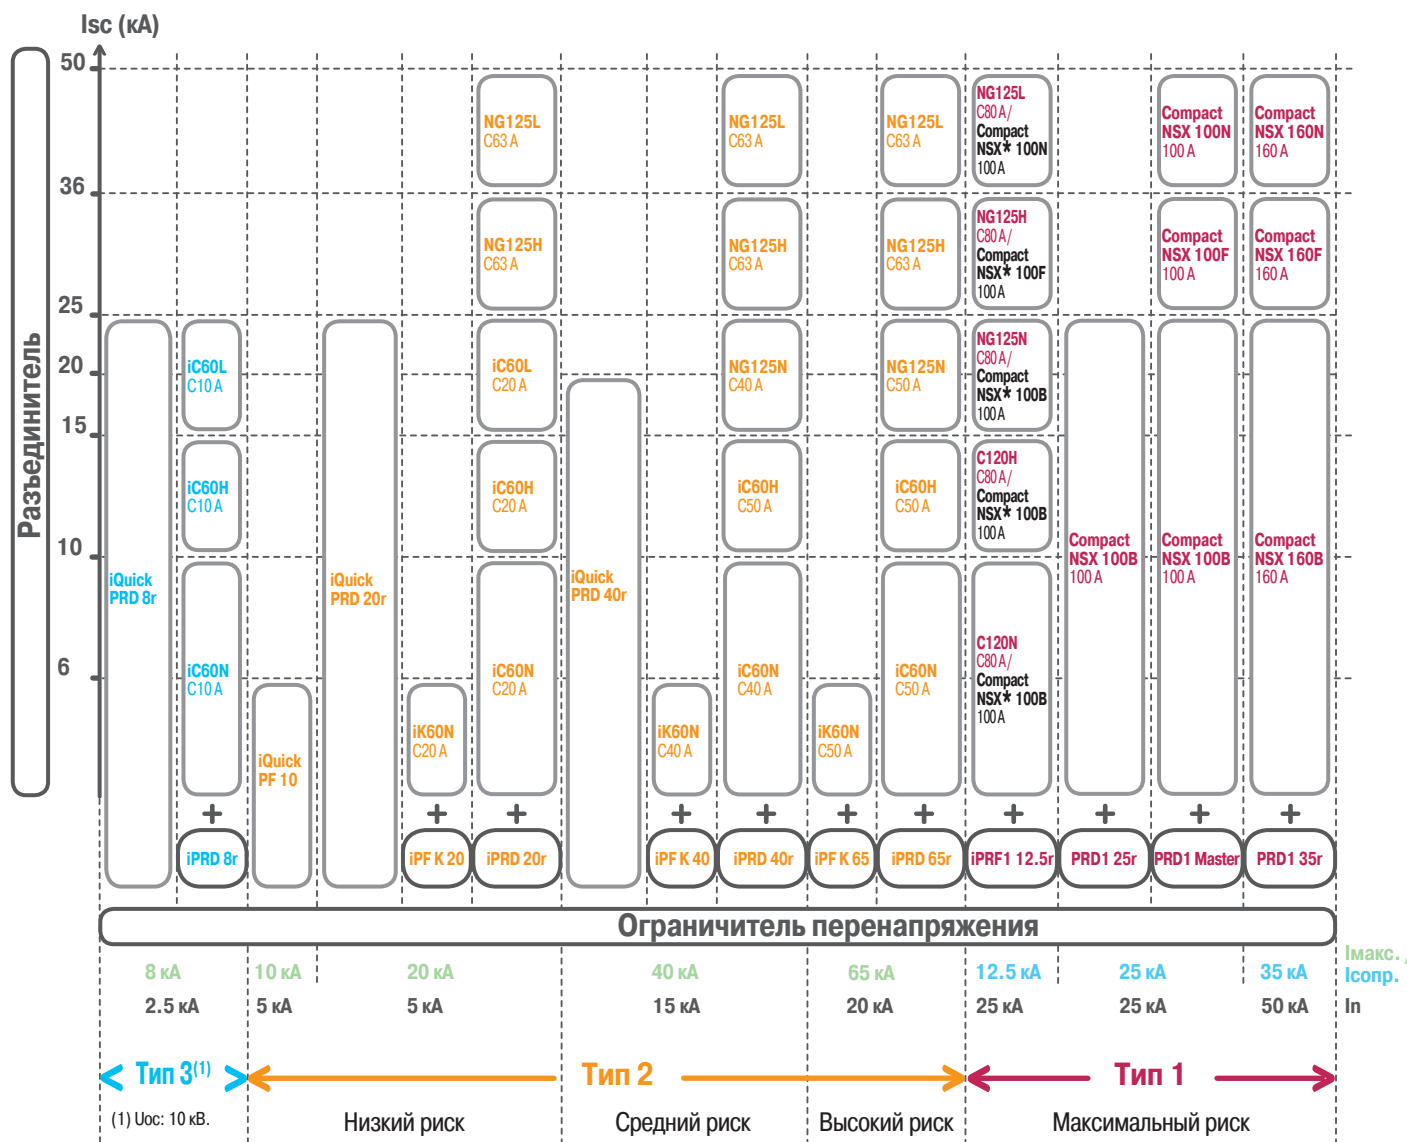 Isc (кА)
50
36
25
20
15
10
6
Разъединитель
iQuick
PRD 8r
iC60L
C10 A
iC60H
C10 A
iC60N
C10 A
+
iPRD 8r
iQuick
PF 10
iQuick
PRD 20r
iK60N
C20 A
+
iPF K 20
NG125L
C63 A
NG125H
C63 A
iC60L
C20 A
iC60H
C20 A
iC60N
C20 A
+
iPRD 20r
iQuick
PRD 40r
iK60N
C40 A
+
iPF K 40
NG125L
C63 A
NG125H
C63 A
NG125N
C40 A
iC60H
C50 A
iC60N
C40 A
+
iPRD 40r
iK60N
C50 A
+
iPF K 65
NG125L
C63 A
NG125H
C63 A
NG125N
C50 A
iC60H
C50 A
iC60N
C50 A
+
iPRD 65r
NG125L
C80 A/
Compact
NSX* 100N
100 A
NG125H
C80 A/
Compact
NSX* 100F
100 A
NG125N
C80 A/
Compact
NSX* 100B
100 A
C120H
C80 A/
Compact
NSX* 100B
100 A
C120N
C80 A/
Compact
NSX* 100B
100 A
+
iPRF1 12.5r
Compact
NSX 100B
100 A
+
PRD1 25r
Compact
NSX 100N
100 A
Compact
NSX 100F
100 A
Compact
NSX 100B
100 A
+
PRD1 Master
Compact
NSX 160N
160 A
Compact
NSX 160F
160 A
Compact
NSX 160B
160 A
+
PRD1 35r
Ограничитель перенапряжения
8 кА 10 кА 20 кА 40 кА 65 кА 12.5 кА 25 кА 35 кА Iмакс. /
Iсопр.
2.5 кА 5 кА 5 кА 15 кА 20 кА 25 кА 25 кА 50 кА In
Тип 3(1) Тип 2 Тип 1
(1) Uoc: 10 кВ. Низкий риск Средний риск Высокий риск Максимальный риск